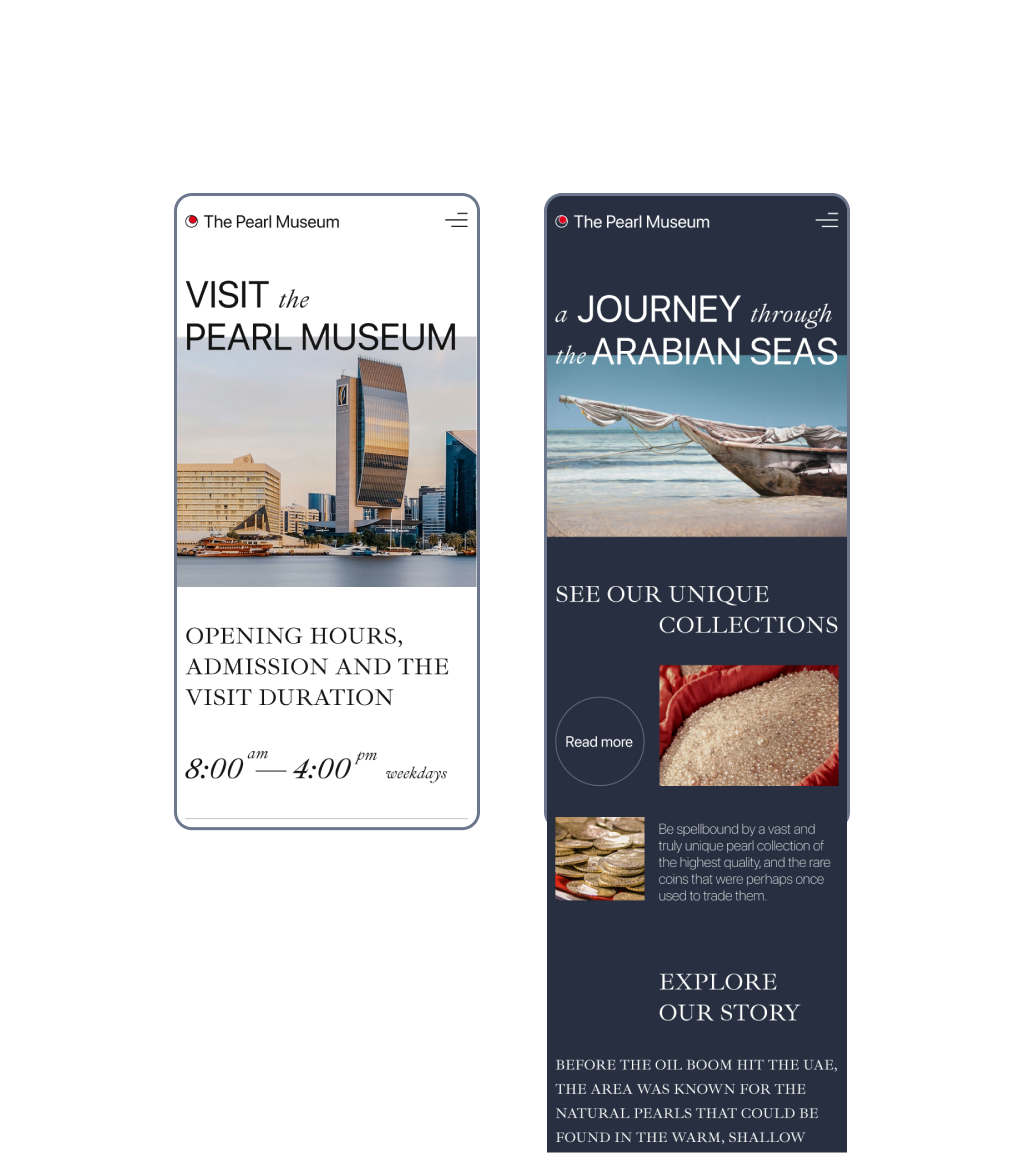 The Pearl Museum
VISIT the
PEARL MUSEUM
OPENING HOURS,
ADMISSION AND THE
VISIT DURATION
8:00 am — 4:00 pm weekdays
The Pearl Museum
a JOURNEY through
the ARABIAN SEAS
SEE OUR UNIQUE
COLLECTIONS
Read more
Be spellbound by a vast and
truly unique pearl collection of
the highest quality, and the rare
coins that were perhaps once
used to trade them.
EXPLORE
OUR STORY
BEFORE THE OIL BOOM HIT THE UAE,
THE AREA WAS KNOWN FOR THE
NATURAL PEARLS THAT COULD BE
FOUND IN THE WARM, SHALLOW